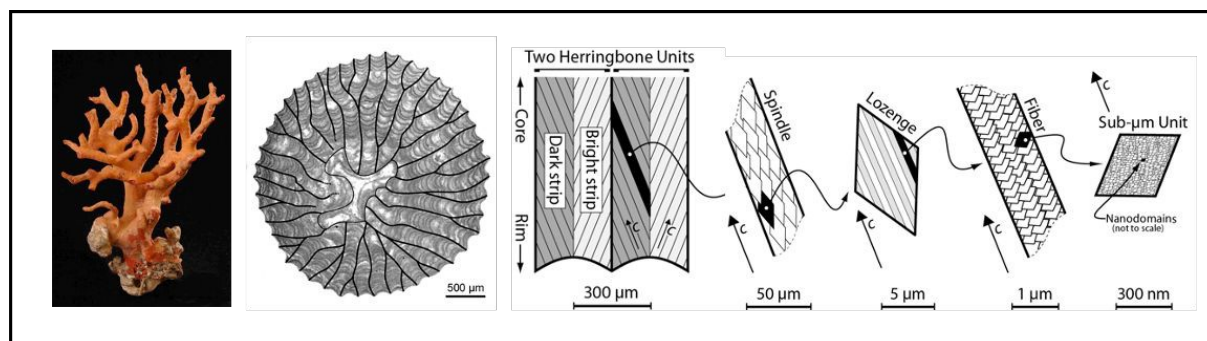 500 µm
Two Herringbone Units
Core
Rim
Dark strip
Bright strip
C
C
300 µm
Spindle
C
50 µm
Lozenge
C
5 µm
Fiber
C
1 µm
C
Sub-µm Unit
Nanodomains
(not to scale)
300 nm